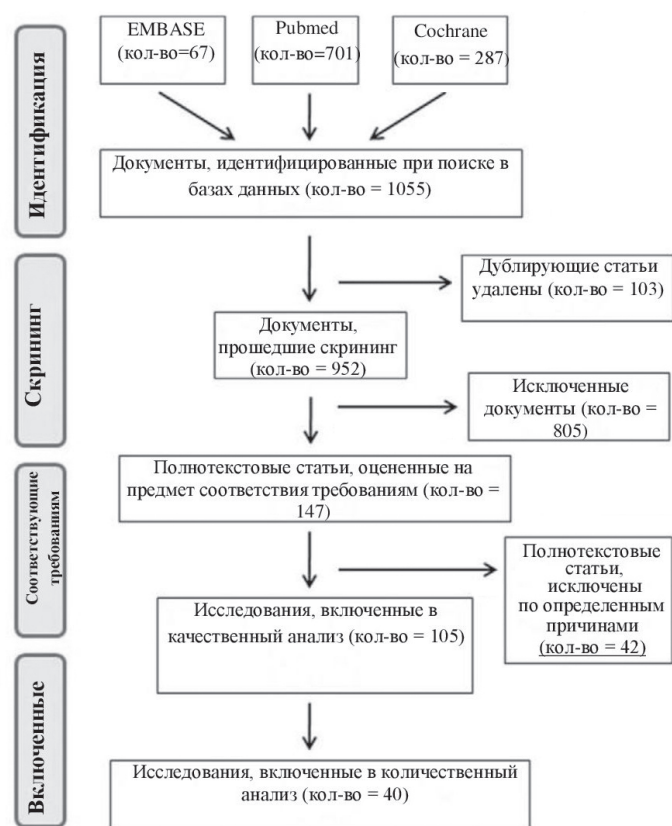 EMBASE
(кол-во=67)
Pubmed
(кол-во=701)
Cochrane
(кол-во = 287)
Идентификация
Документы, идентифицированные при поиске в
базах данных (кол-во = 1055)
Дублирующие статьи
удалены (кол-во = 103)
Скрининг
Документы,
прошедшие скрининг
(кол-во = 952)
Исключенные
документы (кол-во =
805)
Соответствующие
требованиям
Полнотекстовые статьи, оцененные на
предмет соответствия требованиям (кол-во =
147)
Полнотекстовые
статьи,
исключены
по определенным
причинами
(кол-во = 42)
Исследования, включенные в
качественный анализ (кол-во = 105)
Включенные
Исследования, включенные в количественный
анализ (кол-во = 40)